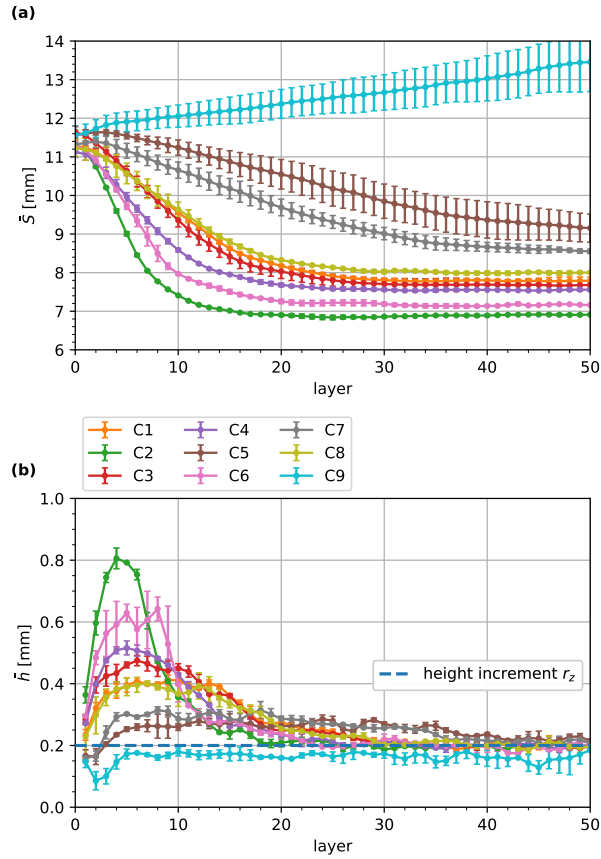 (a)
14
13
12
11
10
9
8
7
6
S̄ [mm]
0 10 20 30 40 50
layer
C1 C4 C7
C2 C5 C8
C3 C6 C9
(b)
1.0
0.8
0.6
0.4
0.2
0.0
h̄ [mm]
height increment r_z
0 10 20 30 40 50
layer